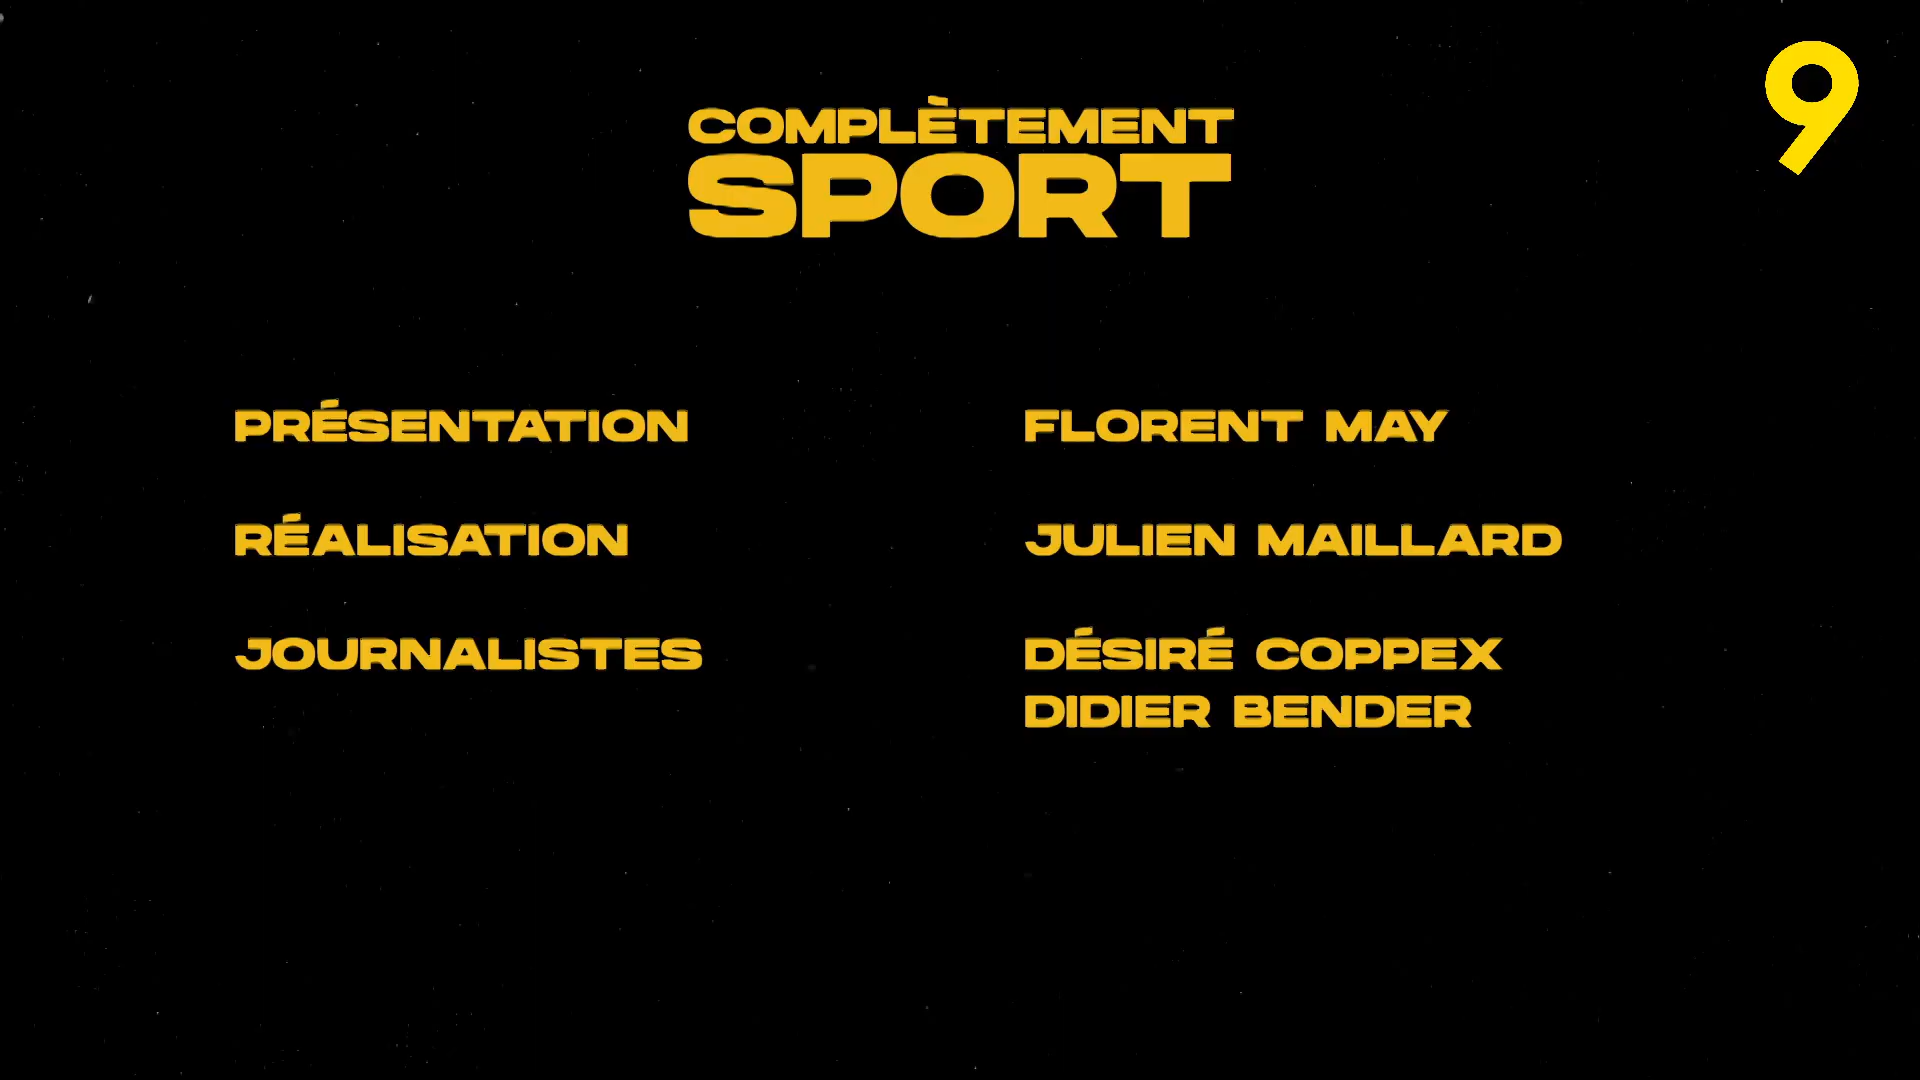 9
COMPLÈTEMENT
SPORT
PRÉSENTATION FLORENT MAY
RÉALISATION JULIEN MAILLARD
JOURNALISTES DÉSIRÉ COPPEX
DIDIER BENDER